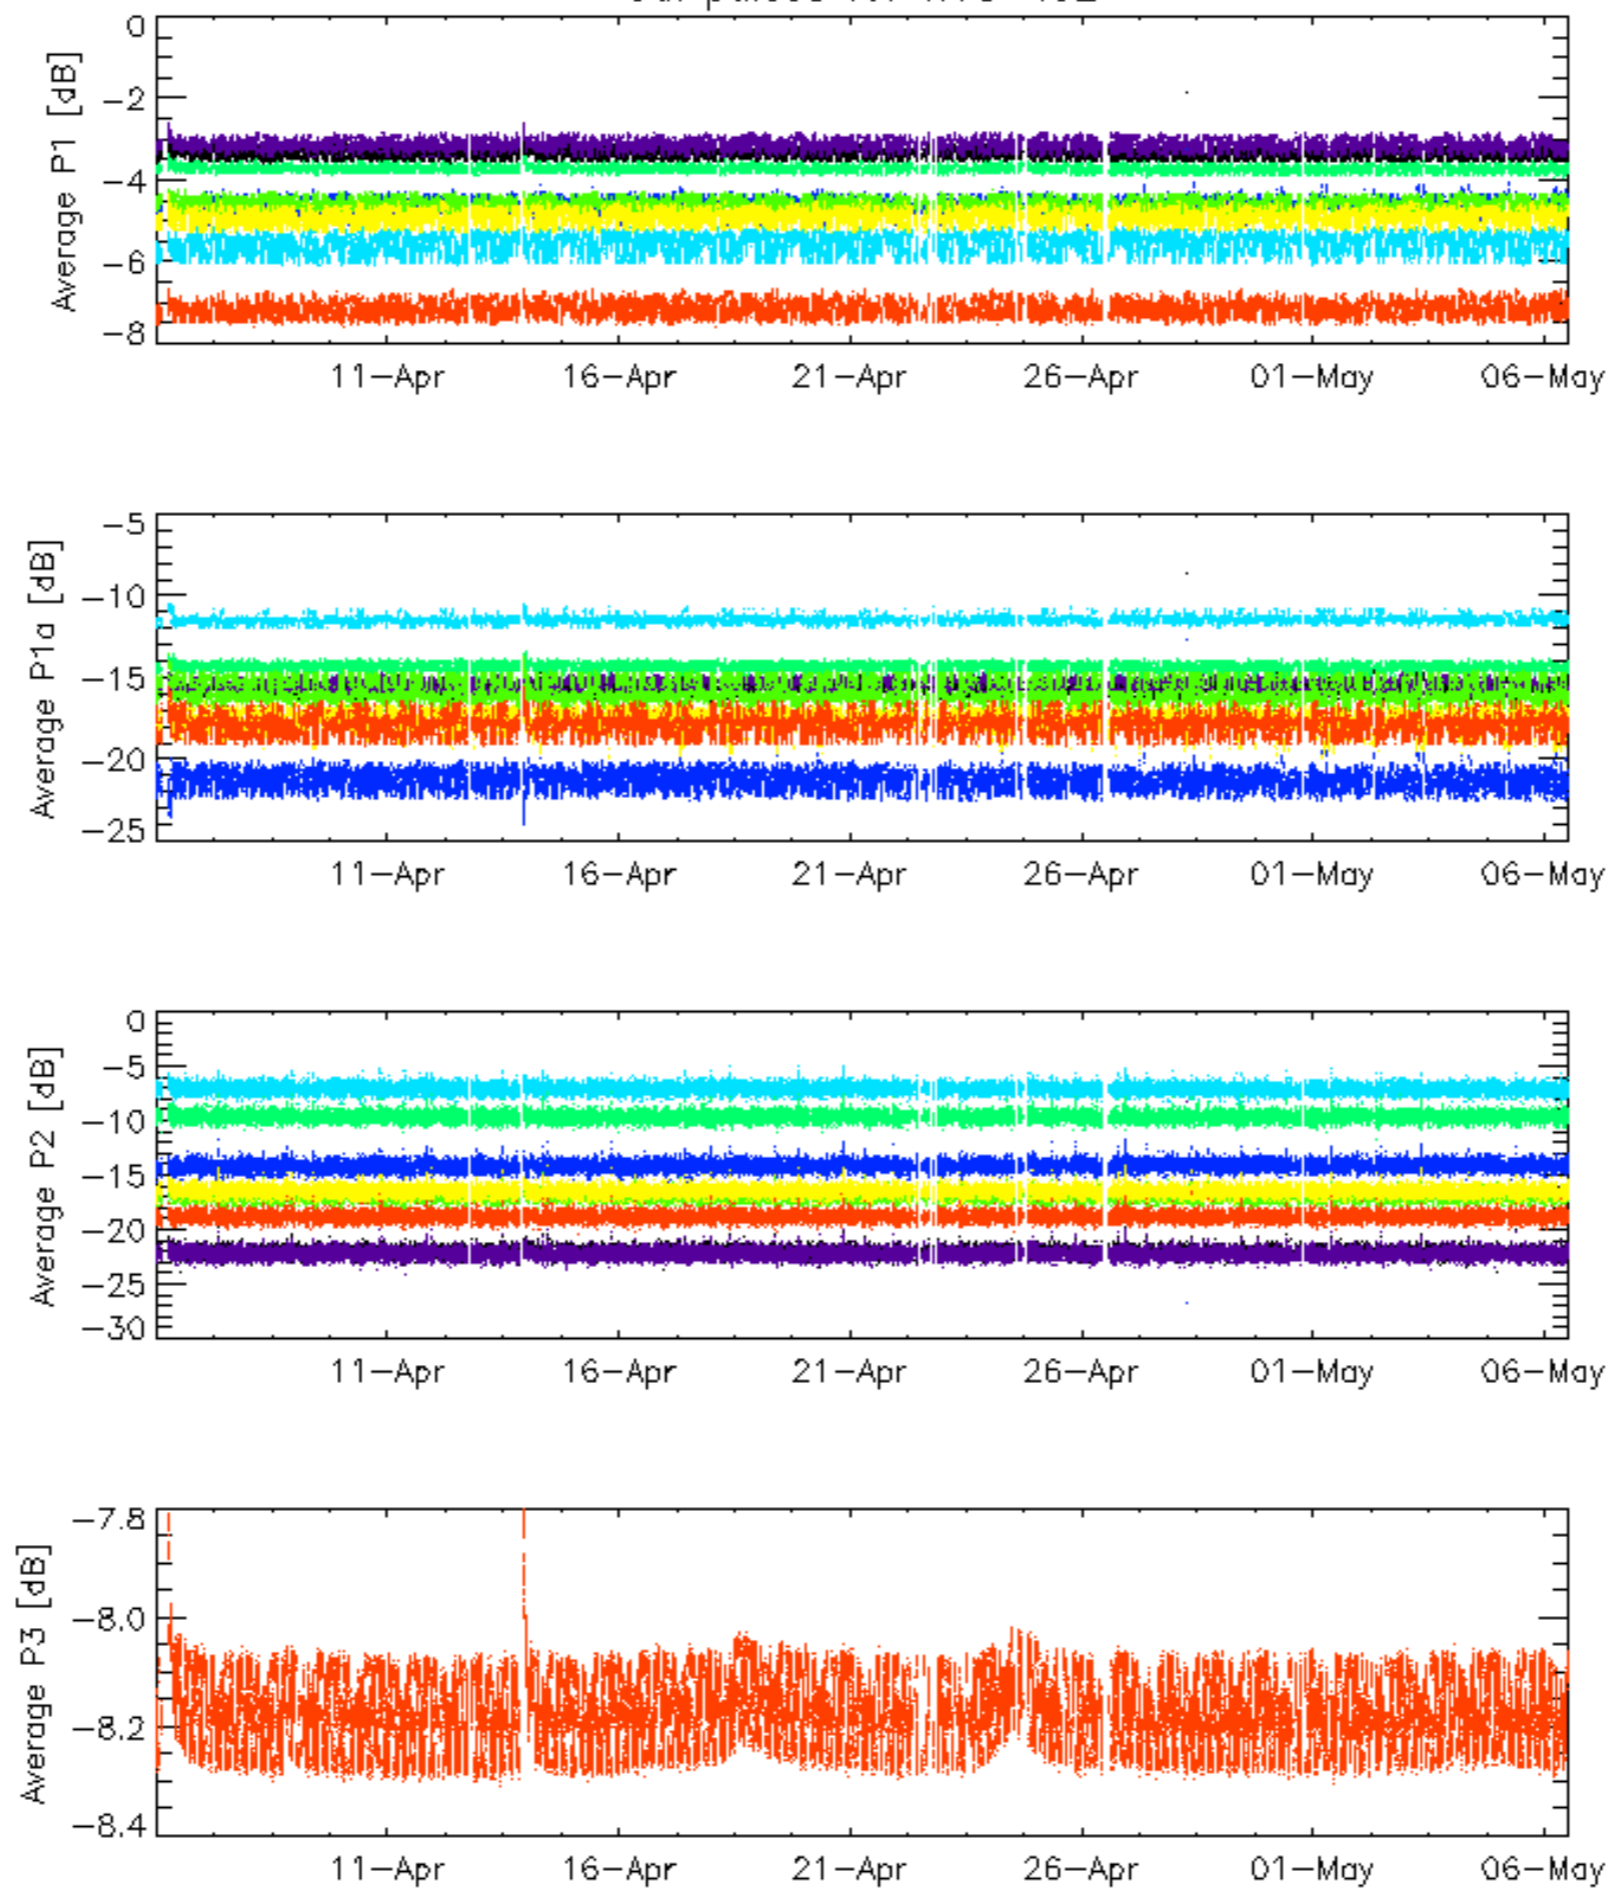 Average P1 [dB]
0
−2
−4
−6
−8
11−Apr 16−Apr 21−Apr 26−Apr 01−May 06−May
Average P1a [dB]
−5
−10
−15
−20
−25
11−Apr 16−Apr 21−Apr 26−Apr 01−May 06−May
Average P2 [dB]
0
−5
−10
−15
−20
−25
−30
11−Apr 16−Apr 21−Apr 26−Apr 01−May 06−May
Average P3 [dB]
−7.8
−8.0
−8.2
−8.4
11−Apr 16−Apr 21−Apr 26−Apr 01−May 06−May